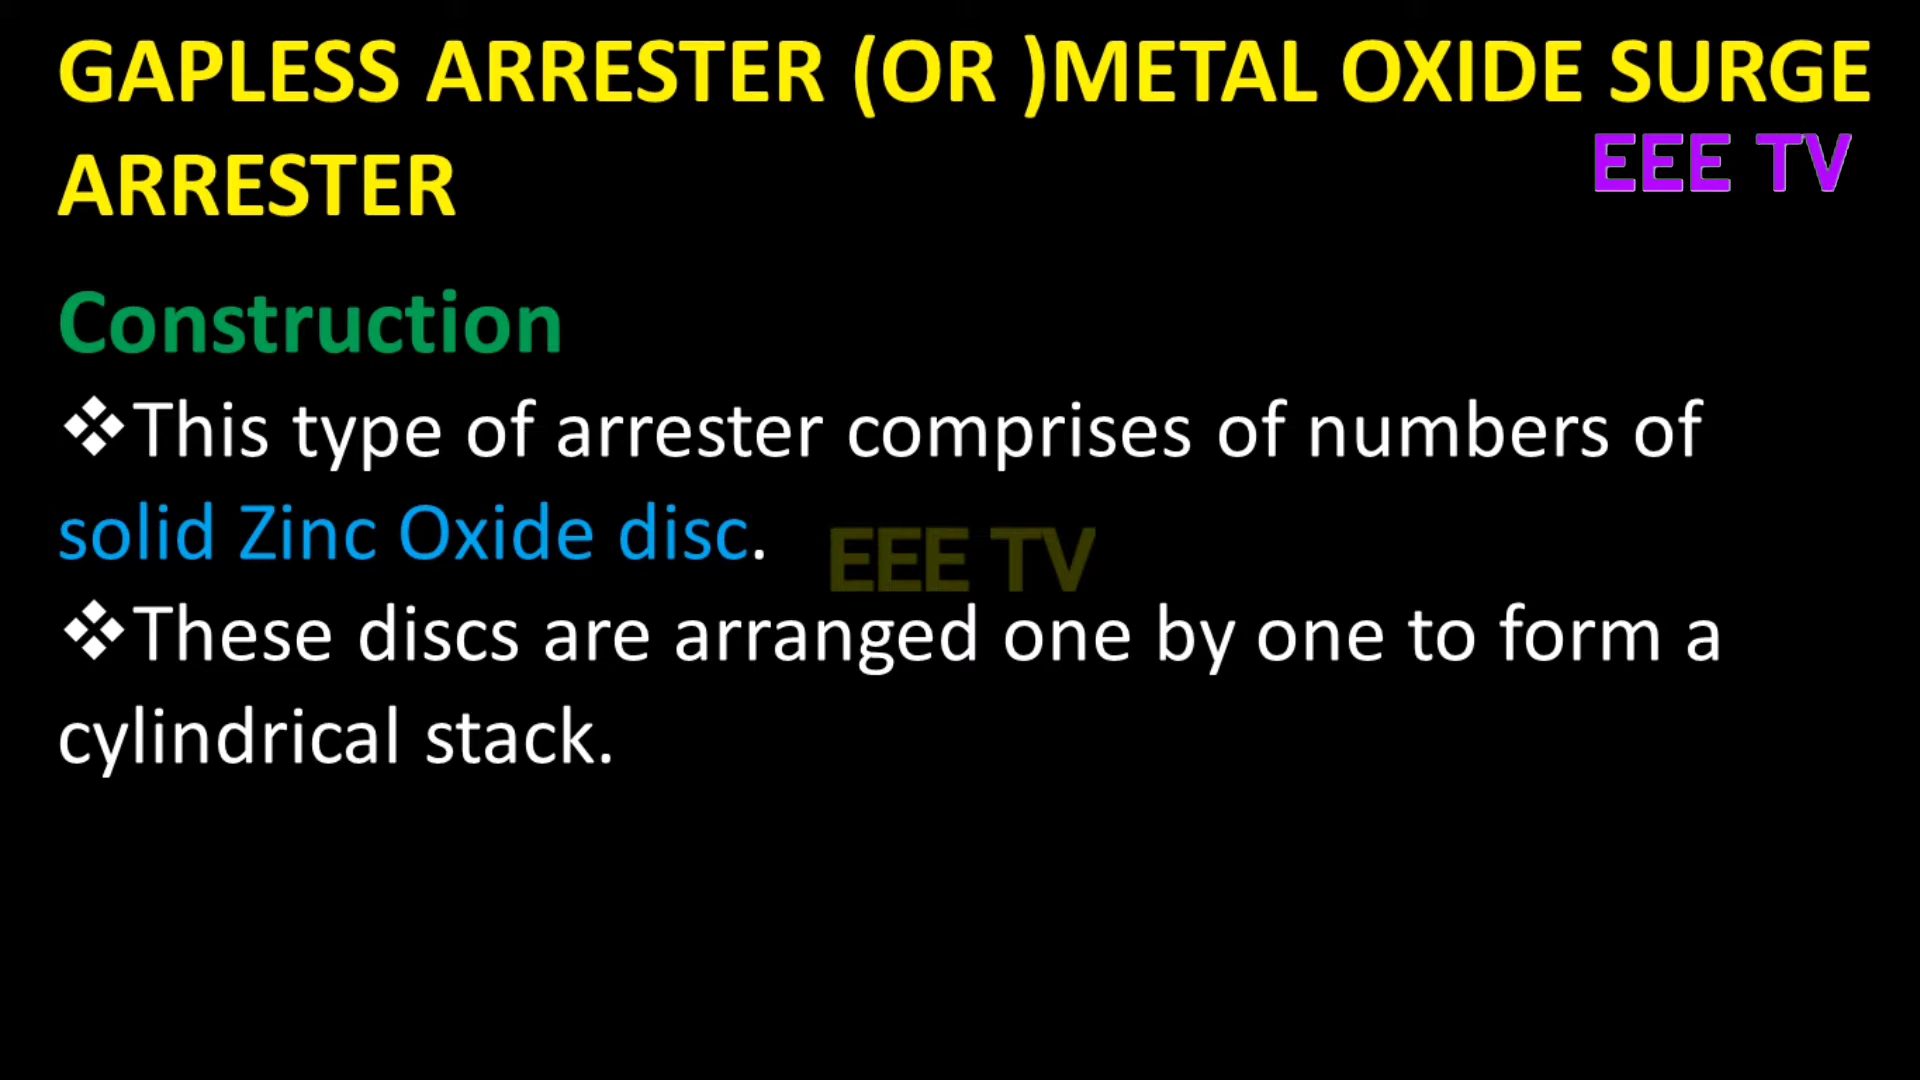 GAPLESS ARRESTER (OR )METAL OXIDE SURGE
ARRESTER
EEE TV
Construction
❖This type of arrester comprises of numbers of
solid Zinc Oxide disc.
EEE TV
❖These discs are arranged one by one to form a
cylindrical stack.